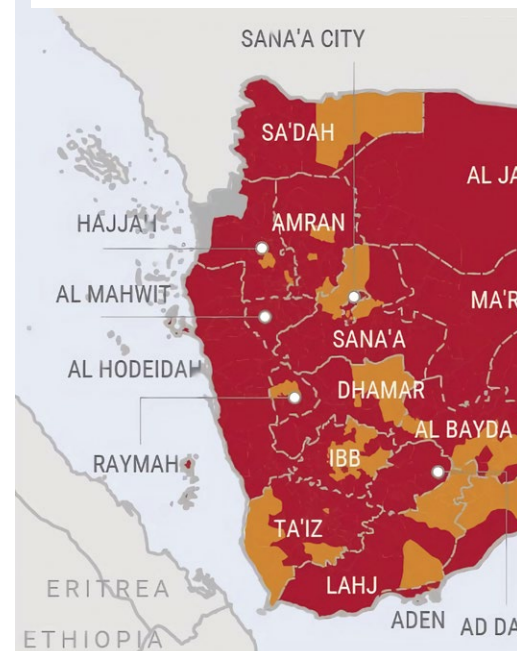 SANA'A CITY
SA'DAH
AL JA
HAJJA'I
AMRAN
AL MAHWIT
MA'R
SANA'A
AL HODEIDAH
DHAMAR
AL BAYDA
RAYMAH
IBB
TA'IZ
LAHJ
ERITREA
ADEN
AD DA
ETHIOPIA